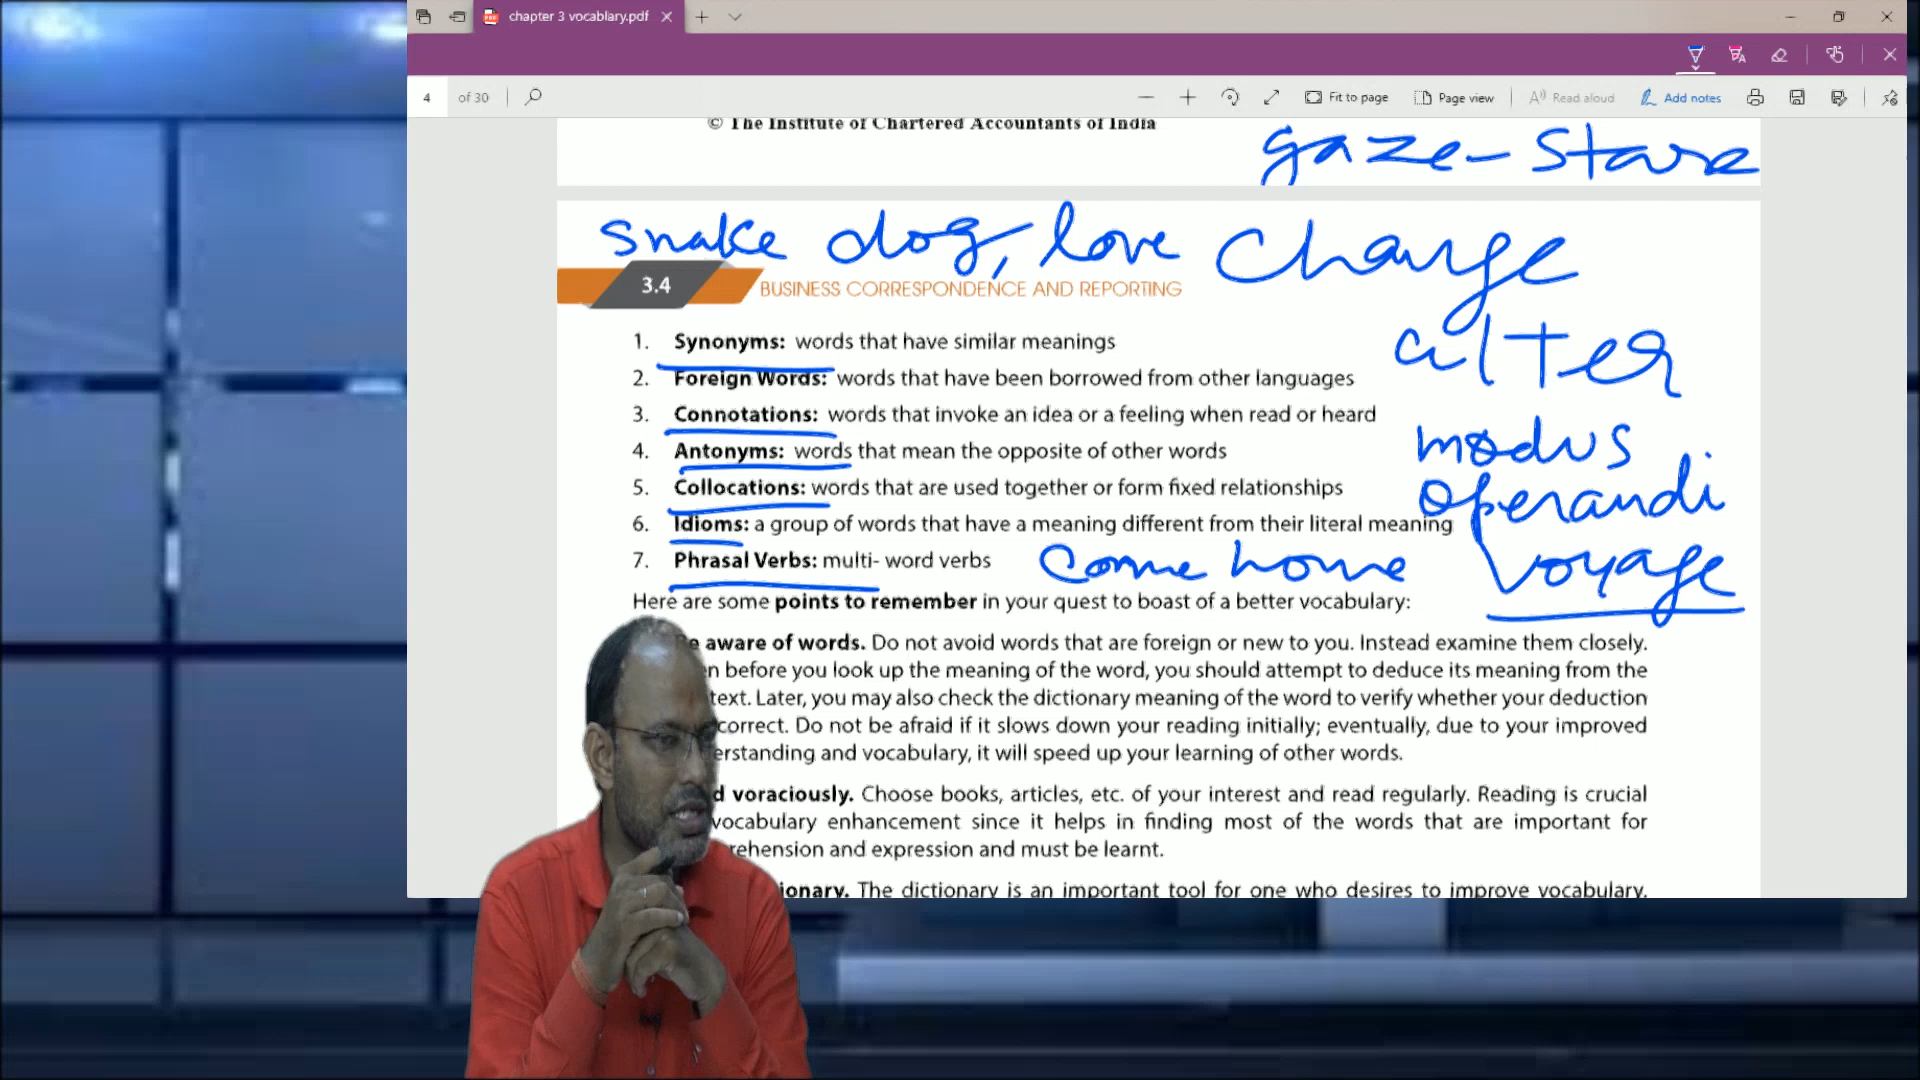 chapter 3 vocablary.pdf
4 of 30
Fit to page
Page view
Read aloud
Add notes
© The Institute of Chartered Accountants of India
gaze - stare
snake dog, love change
3.4 BUSINESS CORRESPONDENCE AND REPORTING
alter
1. Synonyms: words that have similar meanings
2. Foreign Words: words that have been borrowed from other languages
3. Connotations: words that invoke an idea or a feeling when read or heard
modus
4. Antonyms: words that mean the opposite of other words
5. Collocations: words that are used together or form fixed relationships
operandi
6. Idioms: a group of words that have a meaning different from their literal meaning
7. Phrasal Verbs: multi- word verbs
come home
voyage
Here are some points to remember in your quest to boast of a better vocabulary:
e aware of words. Do not avoid words that are foreign or new to you. Instead examine them closely.
n before you look up the meaning of the word, you should attempt to deduce its meaning from the
text. Later, you may also check the dictionary meaning of the word to verify whether your deduction
correct. Do not be afraid if it slows down your reading initially; eventually, due to your improved
erstanding and vocabulary, it will speed up your learning of other words.
d voraciously. Choose books, articles, etc. of your interest and read regularly. Reading is crucial
vocabulary enhancement since it helps in finding most of the words that are important for
rehension and expression and must be learnt.
ionary. The dictionary is an important tool for one who desires to improve vocabulary.